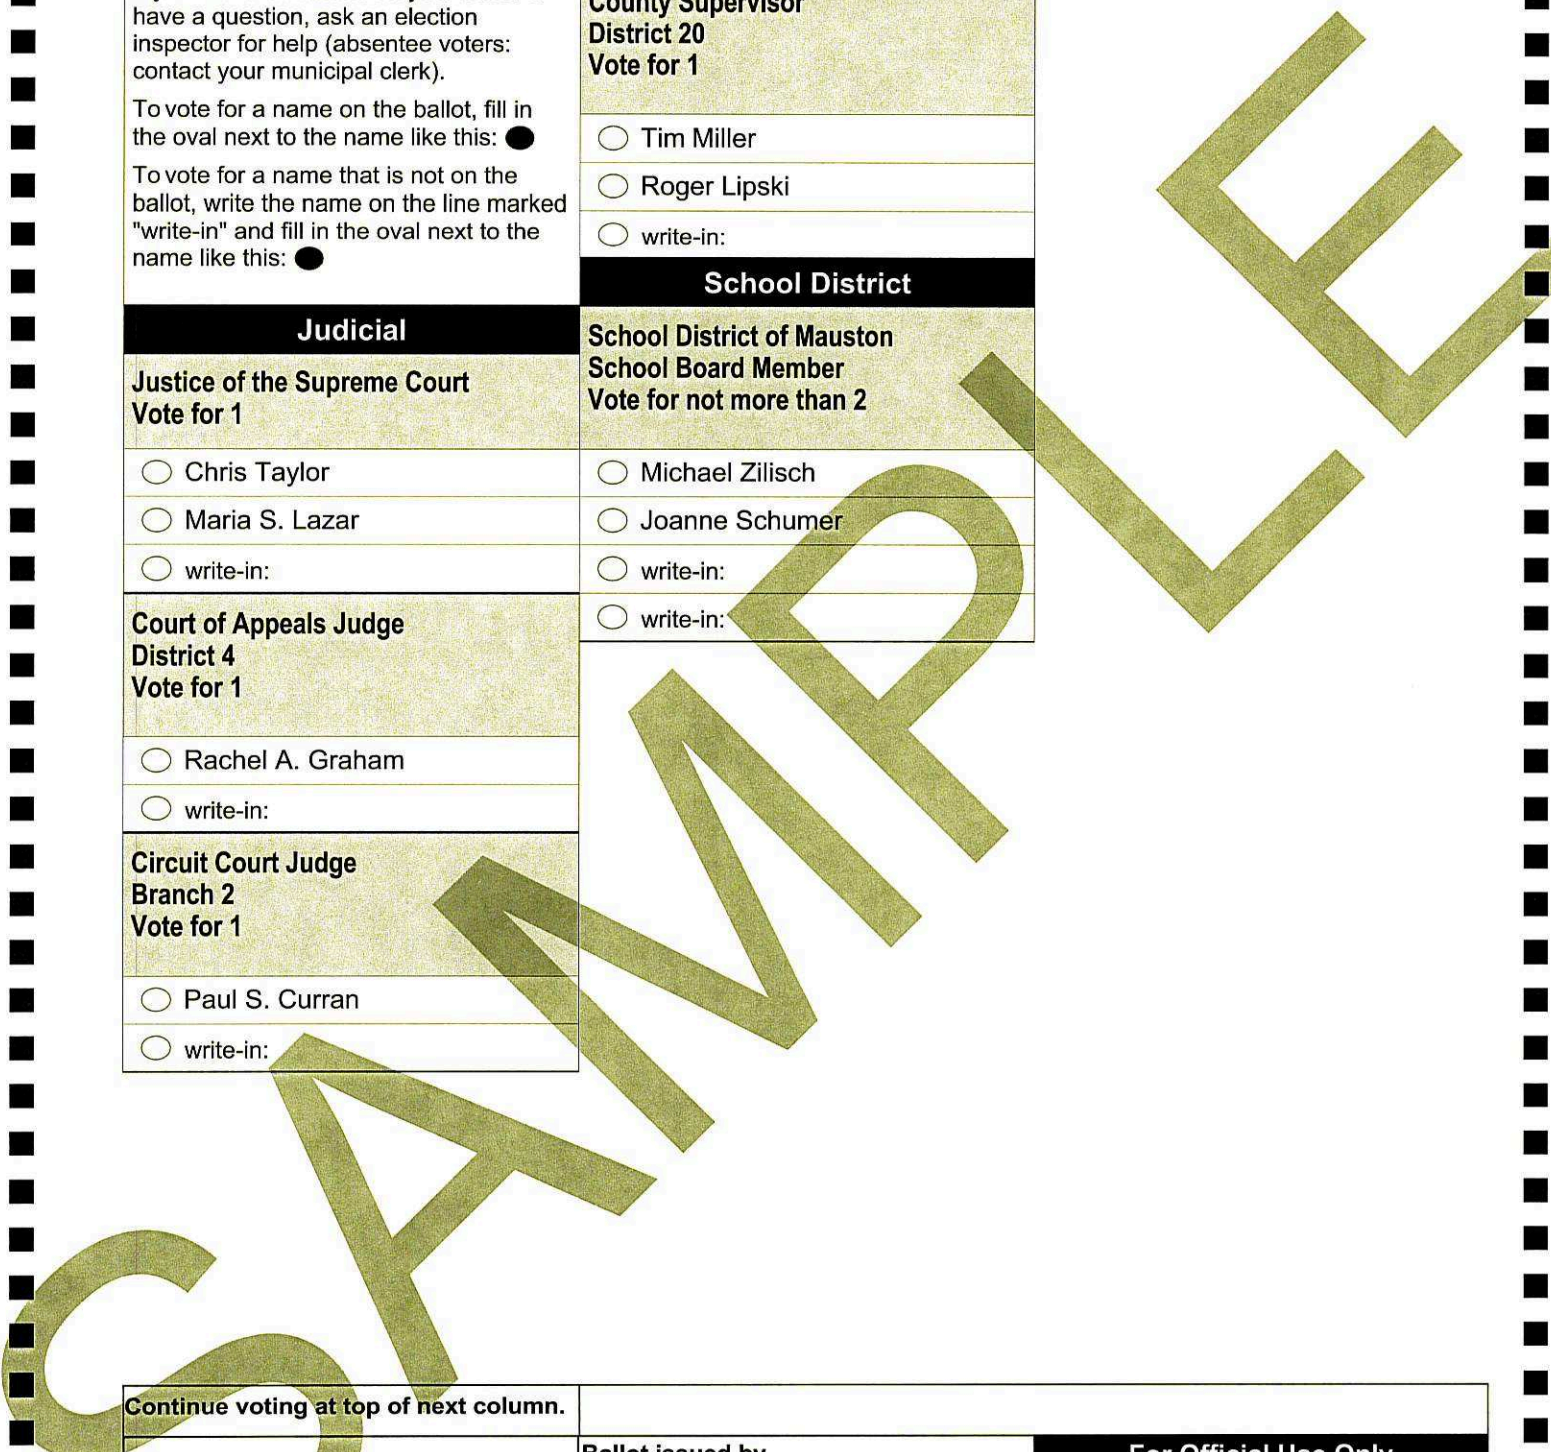 have a question, ask an election
inspector for help (absentee voters:
contact your municipal clerk).
To vote for a name on the ballot, fill in
the oval next to the name like this:
To vote for a name that is not on the
ballot, write the name on the line marked
"write-in" and fill in the oval next to the
name like this:
Judicial
Justice of the Supreme Court
Vote for 1
Chris Taylor
Maria S. Lazar
write-in:
Court of Appeals Judge
District 4
Vote for 1
Rachel A. Graham
write-in:
Circuit Court Judge
Branch 2
Vote for 1
Paul S. Curran
write-in:
Continue voting at top of next column.
County Supervisor
District 20
Vote for 1
Tim Miller
Roger Lipski
write-in:
School District
School District of Mauston
School Board Member
Vote for not more than 2
Michael Zilisch
Joanne Schumer
write-in:
write-in:
Ballot issued by
For Official Use Only
SAMPLE